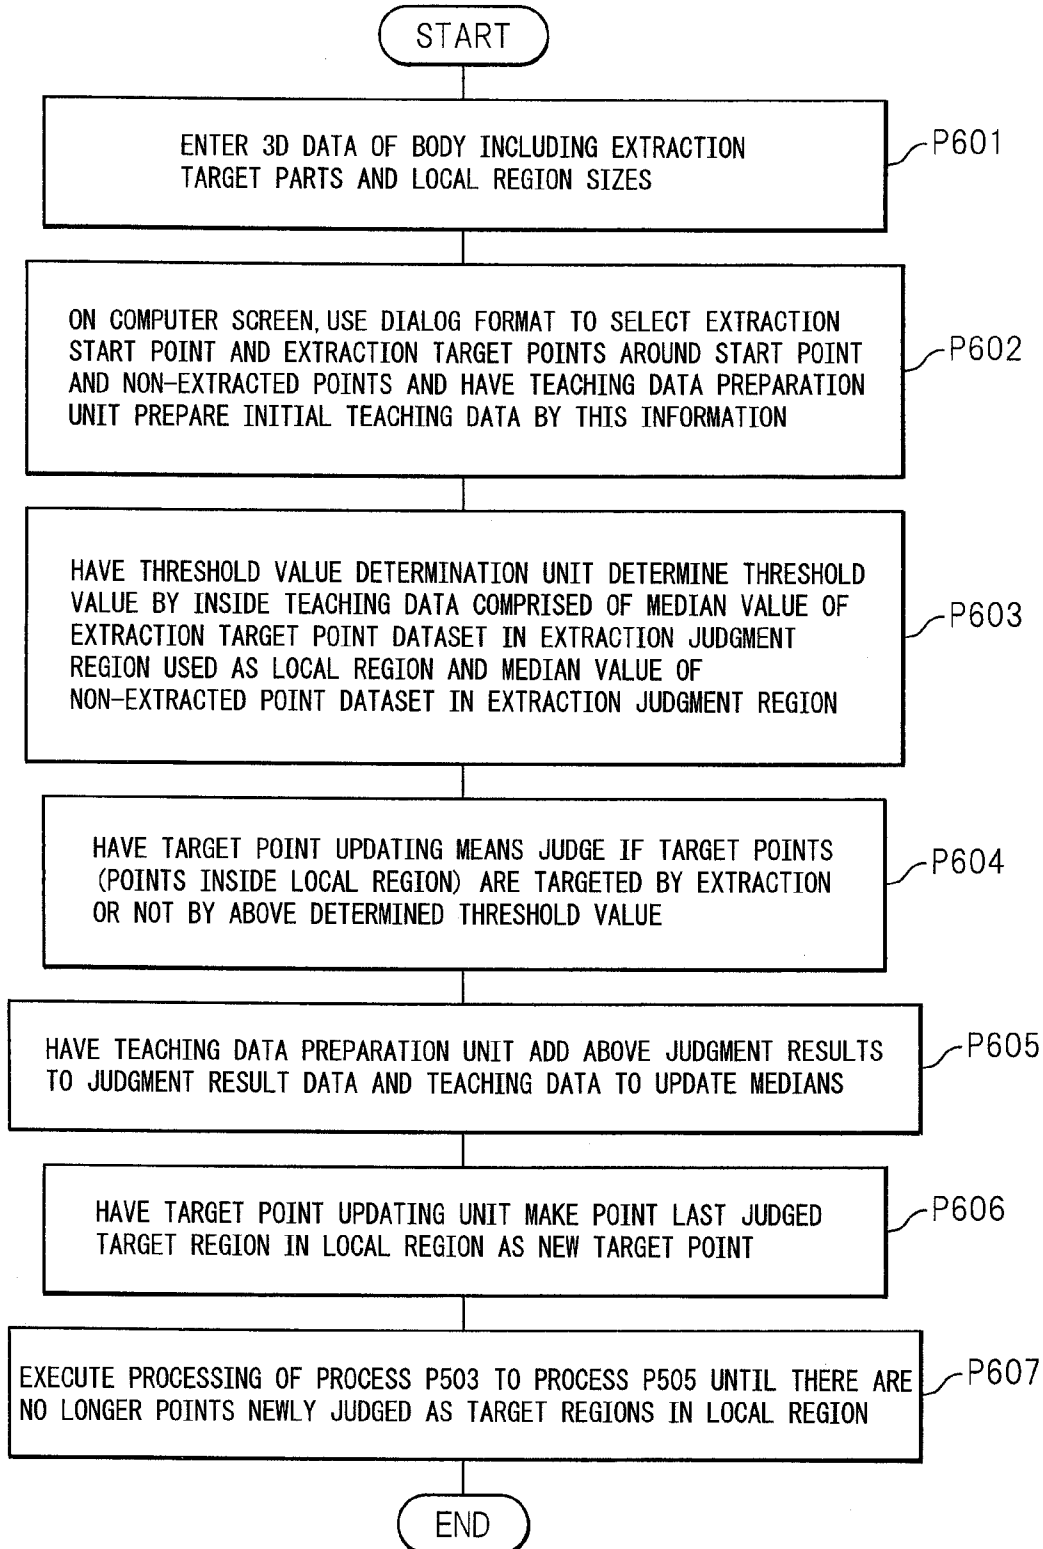 START
ENTER 3D DATA OF BODY INCLUDING EXTRACTION
TARGET PARTS AND LOCAL REGION SIZES
P601
ON COMPUTER SCREEN, USE DIALOG FORMAT TO SELECT EXTRACTION
START POINT AND EXTRACTION TARGET POINTS AROUND START POINT
AND NON-EXTRACTED POINTS AND HAVE TEACHING DATA PREPARATION
UNIT PREPARE INITIAL TEACHING DATA BY THIS INFORMATION
P602
HAVE THRESHOLD VALUE DETERMINATION UNIT DETERMINE THRESHOLD
VALUE BY INSIDE TEACHING DATA COMPRISED OF MEDIAN VALUE OF
EXTRACTION TARGET POINT DATASET IN EXTRACTION JUDGMENT
REGION USED AS LOCAL REGION AND MEDIAN VALUE OF
NON-EXTRACTED POINT DATASET IN EXTRACTION JUDGMENT REGION
P603
HAVE TARGET POINT UPDATING MEANS JUDGE IF TARGET POINTS
(POINTS INSIDE LOCAL REGION) ARE TARGETED BY EXTRACTION
OR NOT BY ABOVE DETERMINED THRESHOLD VALUE
P604
HAVE TEACHING DATA PREPARATION UNIT ADD ABOVE JUDGMENT RESULTS
TO JUDGMENT RESULT DATA AND TEACHING DATA TO UPDATE MEDIANS
P605
HAVE TARGET POINT UPDATING UNIT MAKE POINT LAST JUDGED
TARGET REGION IN LOCAL REGION AS NEW TARGET POINT
P606
EXECUTE PROCESSING OF PROCESS P503 TO PROCESS P505 UNTIL THERE ARE
NO LONGER POINTS NEWLY JUDGED AS TARGET REGIONS IN LOCAL REGION
P607
END